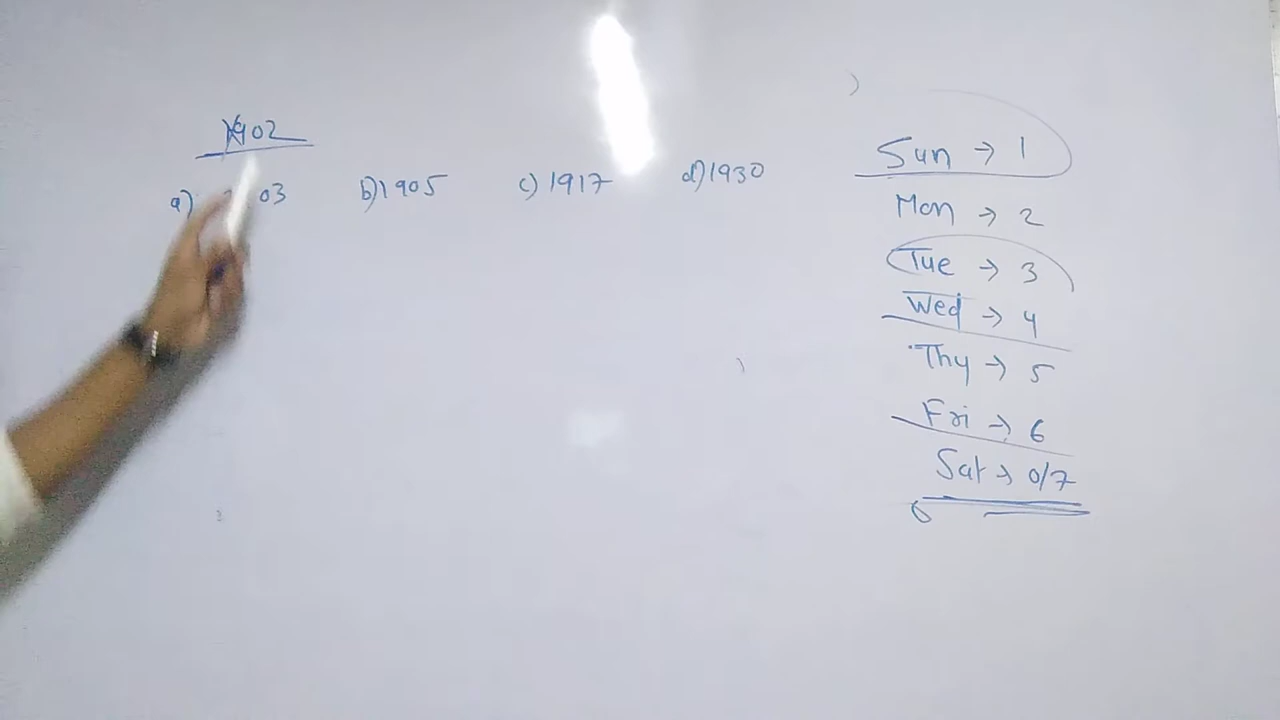 1902
a) 03 b) 1905 c) 1917 d) 1930
Sun → 1
Mon → 2
Tue → 3
Wed → 4
Thy → 5
Fri → 6
Sat → 0/7